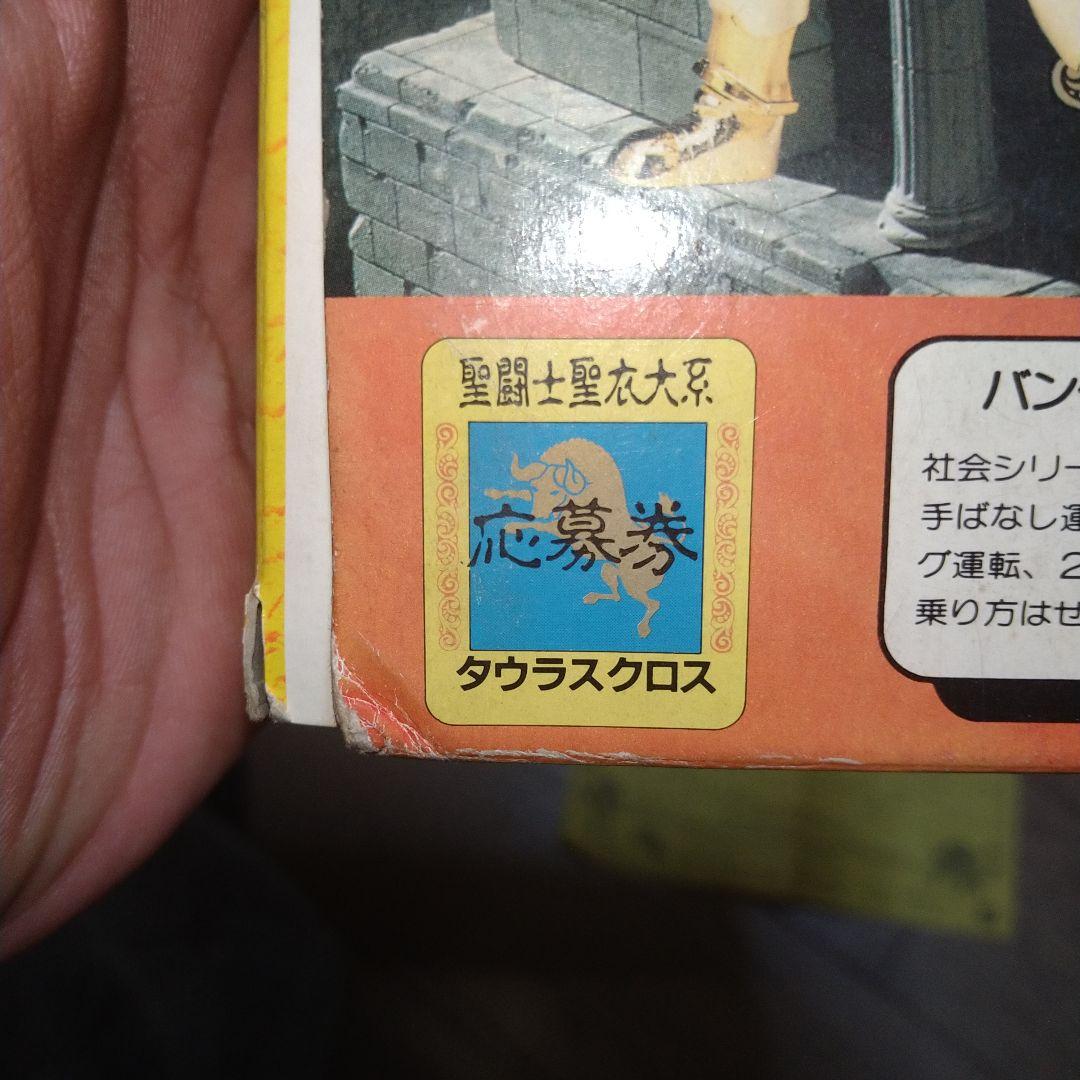 聖闘士聖衣大系
応募券
タウラスクロス
バン
社会シリー
手ばなし運
グ運転、2
乗り方はせ